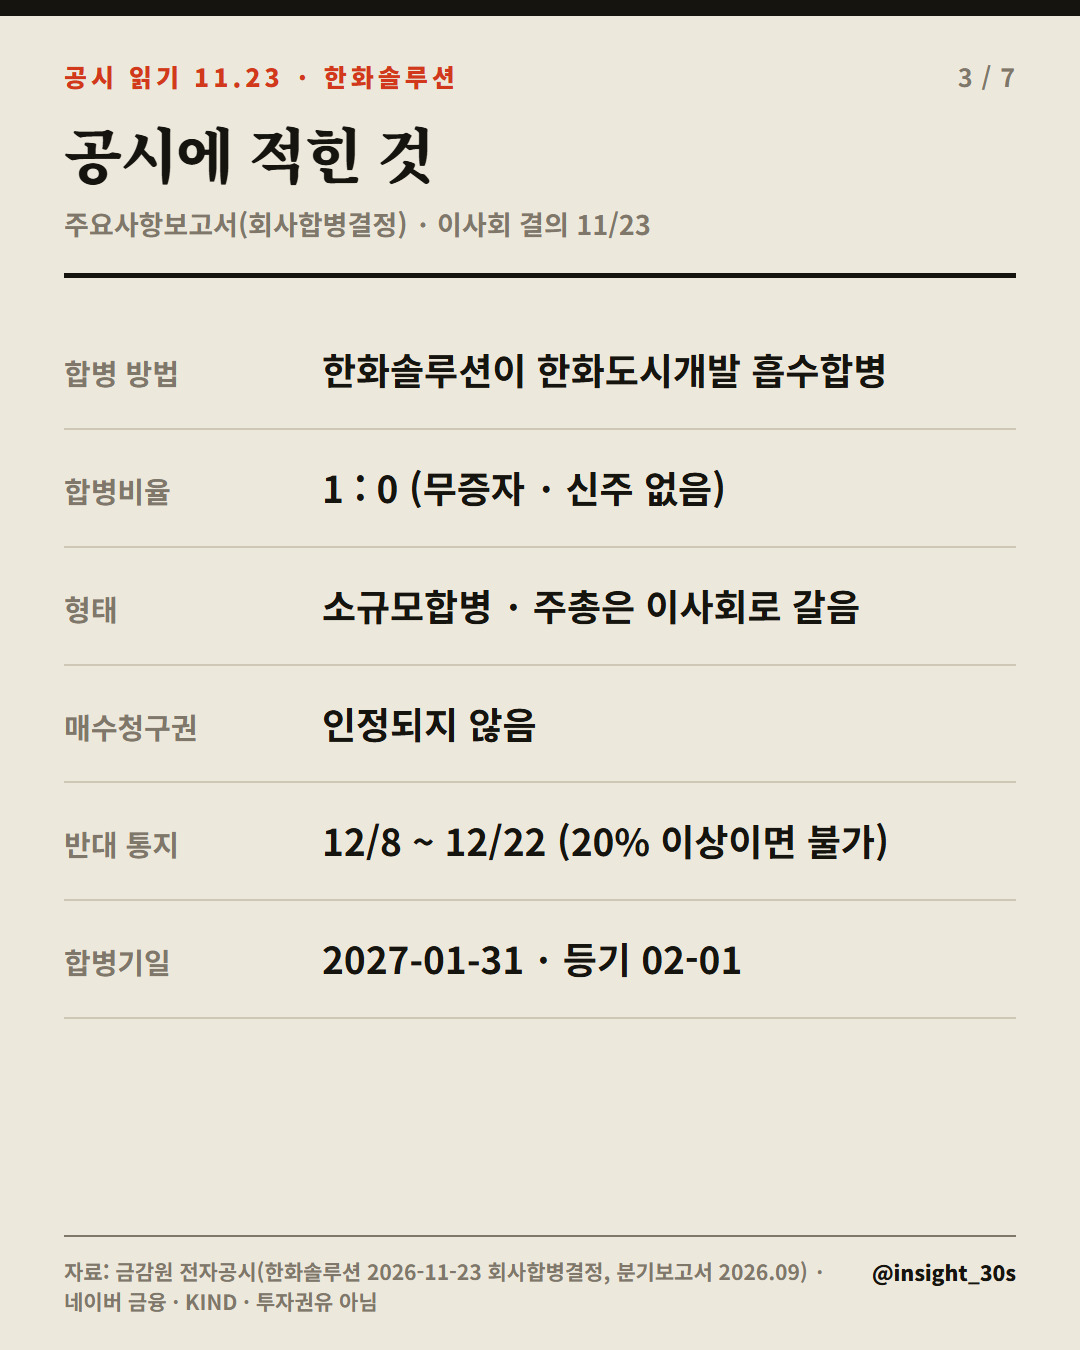 공시 읽기 11.23 · 한화솔루션
3 / 7
공시에 적힌 것
주요사항보고서(회사합병결정) · 이사회 결의 11/23
합병 방법
한화솔루션이 한화도시개발 흡수합병
합병비율
1 : 0 (무증자 · 신주 없음)
형태
소규모합병 · 주총은 이사회로 갈음
매수청구권
인정되지 않음
반대 통지
12/8 ~ 12/22 (20% 이상이면 불가)
합병기일
2027-01-31 · 등기 02-01
자료: 금감원 전자공시(한화솔루션 2026-11-23 회사합병결정, 분기보고서 2026.09) ·
네이버 금융 · KIND · 투자권유 아님
@insight_30s